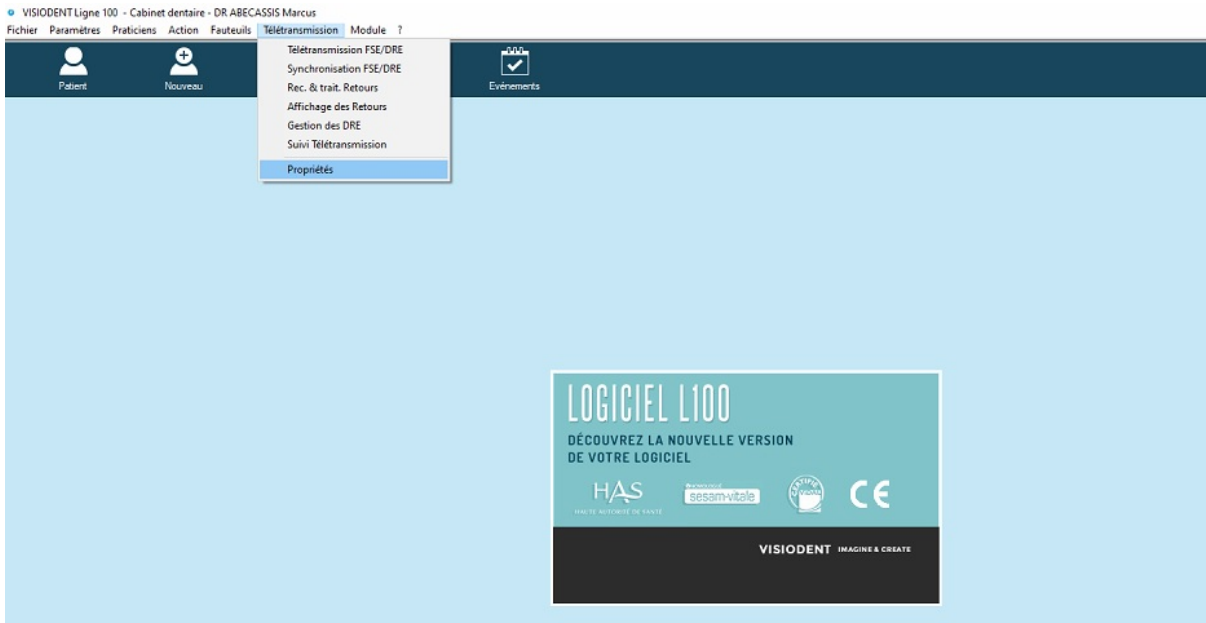 VISIODENT Ligne 100 - Cabinet dentaire - DR ABECASSIS Marcus
Fichier Paramètres Praticiens Action Fauteuils Télétransmission Module ?
Télétransmission FSE/DRE
Synchronisation FSE/DRE
Rec. & trait. Retours
Affichage des Retours
Gestion des DRE
Suivi Télétransmission
Propriétés
Patient Nouveau Evénements
LOGICIEL L100
DÉCOUVREZ LA NOUVELLE VERSION
DE VOTRE LOGICIEL
HAS
HAUTE AUTORITÉ DE SANTÉ
sesam-vitale
CERTIFIÉ
CE
VISIODENT IMAGINE & CREATE